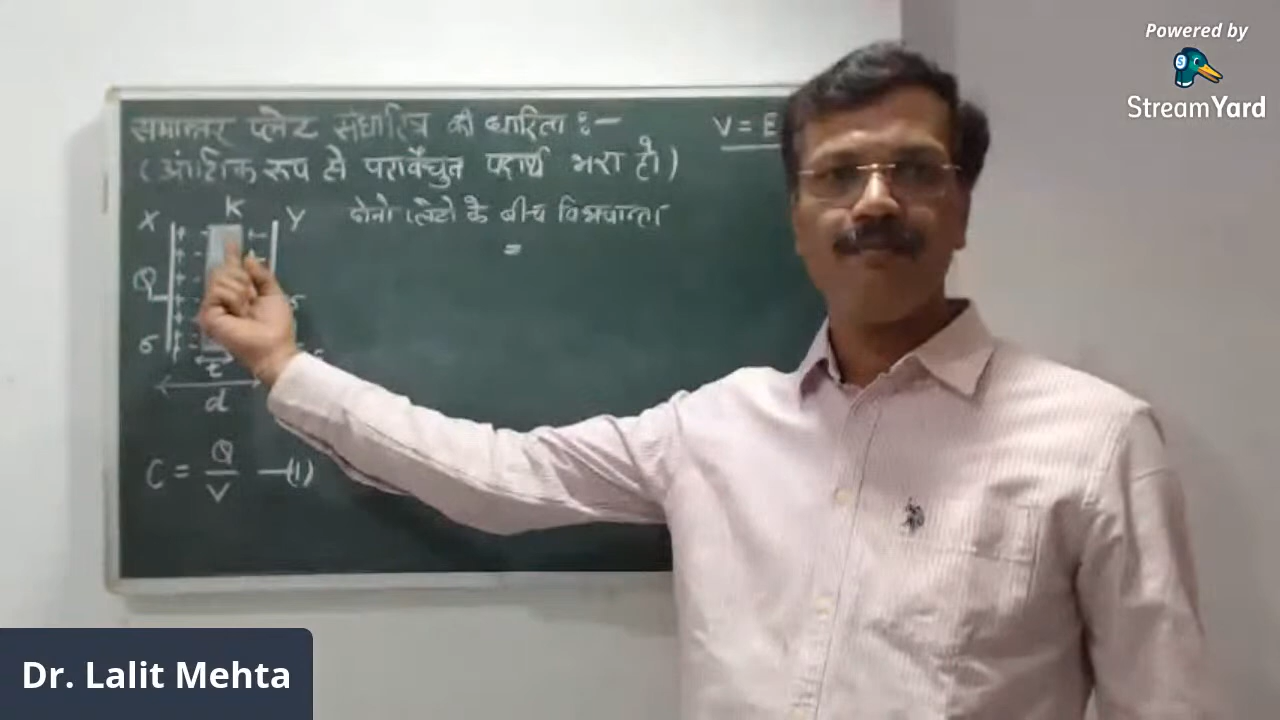 Powered by
StreamYard
समान्तर प्लेट संधारित्र की धारिता :-
V = E
(आंशिक रूप से परावैधुत पदार्थ भरा हो)
X K Y
दोनो प्लेटो के बीच विभवान्तर
=
Q
σ
t
d
C = Q/V —(1)
Dr. Lalit Mehta